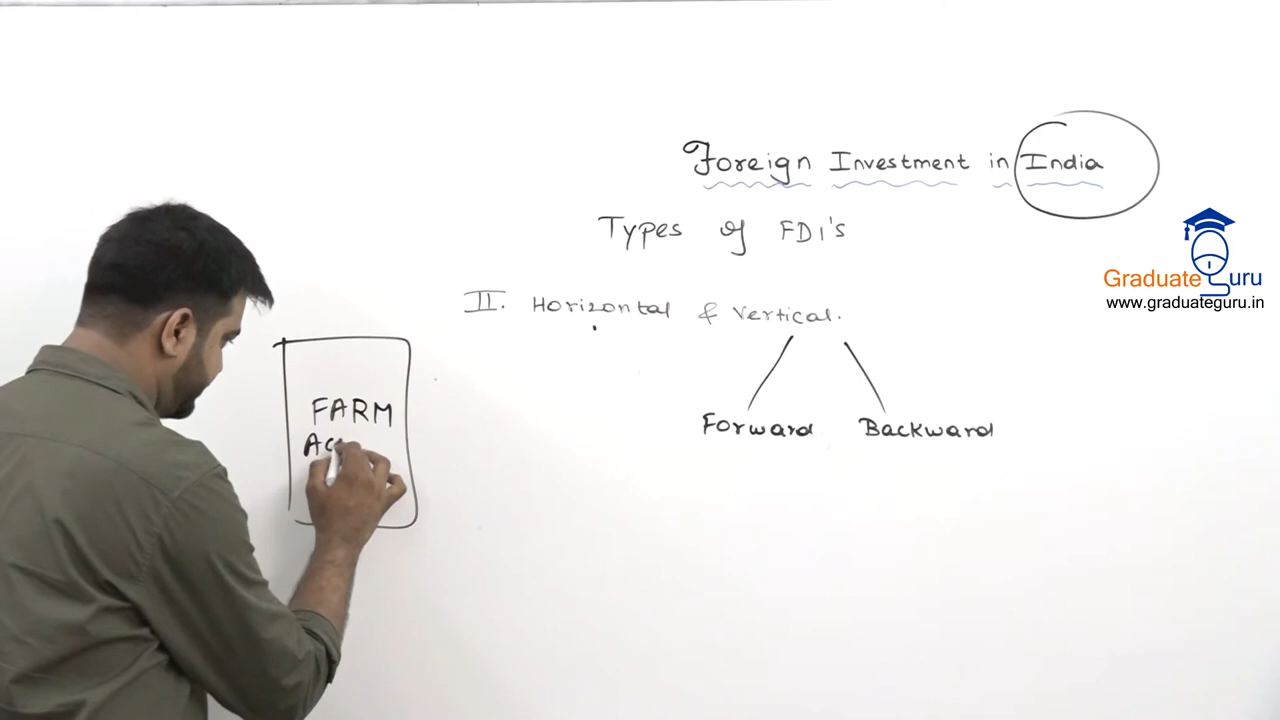 Foreign Investment in India
Types of FDI's
II. Horizontal & Vertical.
Forward Backward
FARM
Graduate Guru
www.graduateguru.in